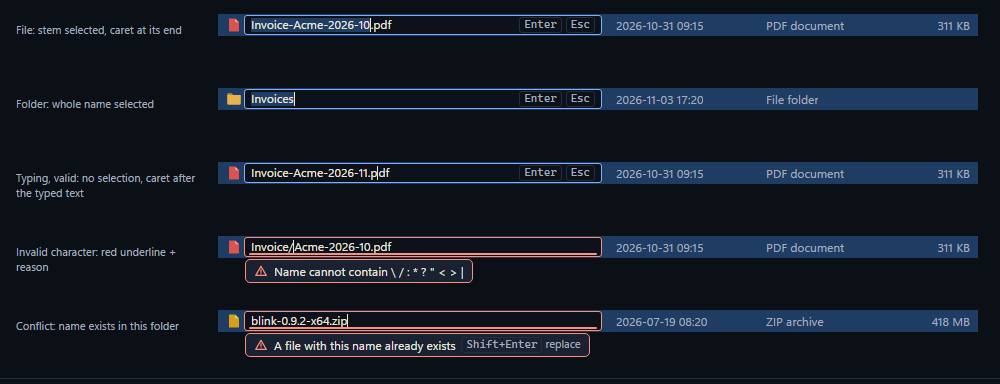 File: stem selected, caret at its end
Invoice-Acme-2026-10.pdf Enter Esc 2026-10-31 09:15 PDF document 311 KB
Folder: whole name selected
Invoices Enter Esc 2026-11-03 17:20 File folder
Typing, valid: no selection, caret after
the typed text
Invoice-Acme-2026-11.pdf Enter Esc 2026-10-31 09:15 PDF document 311 KB
Invalid character: red underline +
reason
Invoice/Acme-2026-10.pdf 2026-10-31 09:15 PDF document 311 KB
Name cannot contain \ / : * ? " < > |
Conflict: name exists in this folder
blink-0.9.2-x64.zip 2026-07-19 08:20 ZIP archive 418 MB
A file with this name already exists Shift+Enter replace